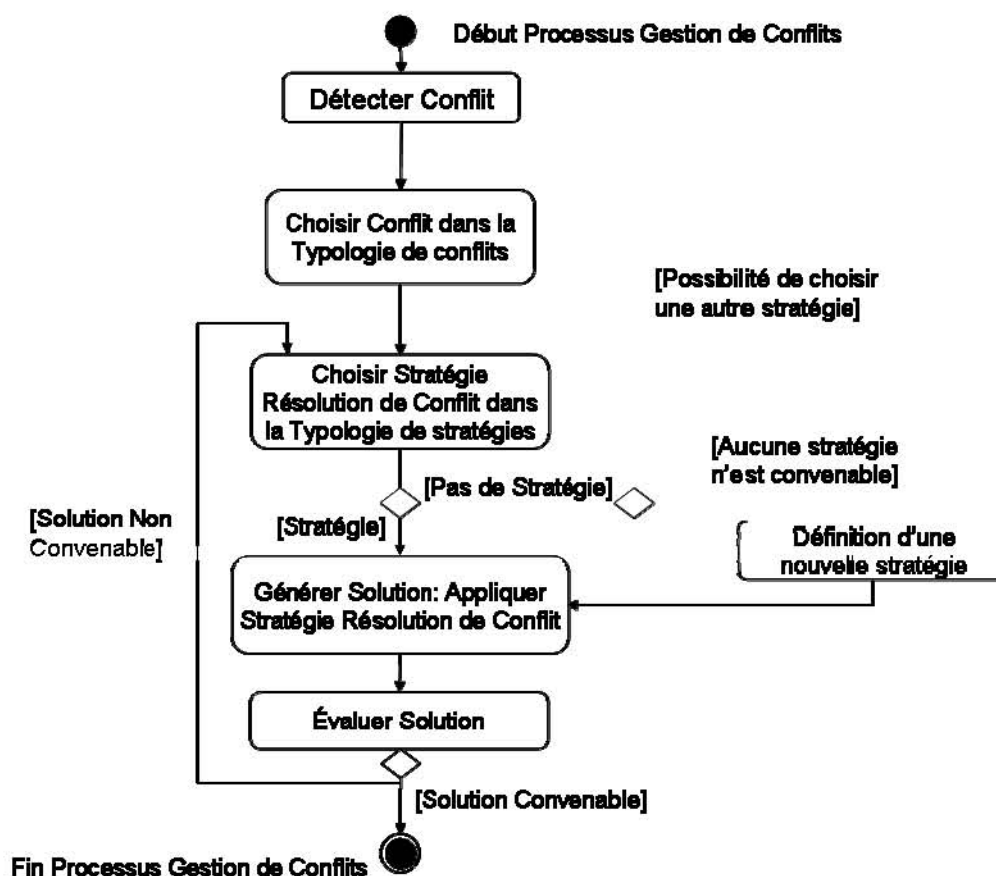 Début Processus Gestion de Conflits
Détecter Conflit
Choisir Conflit dans la
Typologie de conflits
[Possibilité de choisir
une autre stratégie]
Choisir Stratégie
Résolution de Conflit dans
la Typologie de stratégies
[Aucune stratégie
n'est convenable]
[Pas de Stratégie]
[Stratégie]
[Solution Non
Convenable]
Définition d'une
nouvelle stratégie
Générer Solution: Appliquer
Stratégie Résolution de Conflit
Évaluer Solution
[Solution Convenable]
Fin Processus Gestion de Conflits